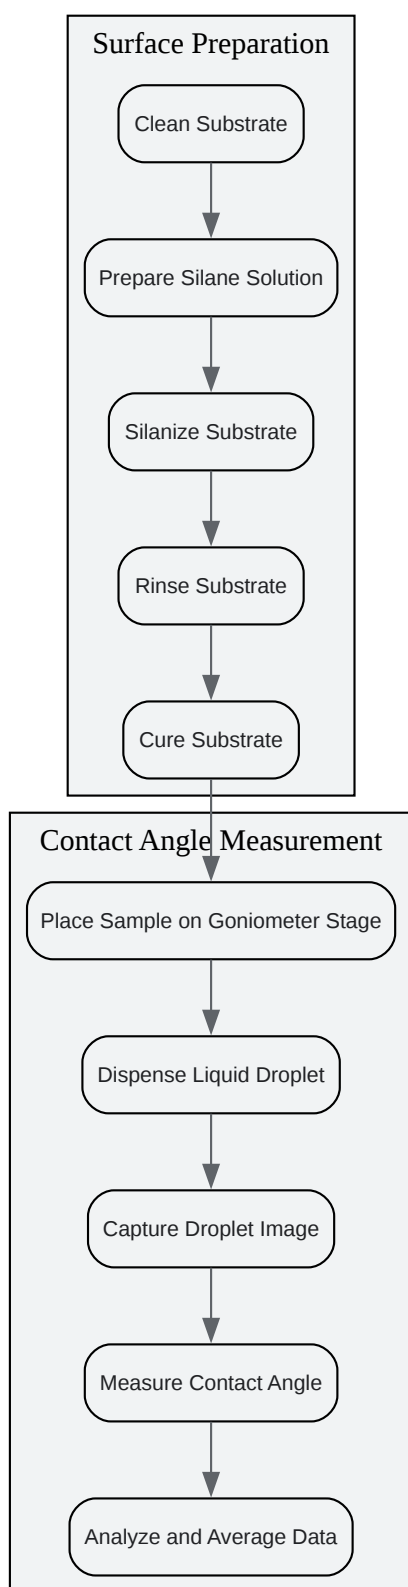 Surface Preparation
Clean Substrate
Prepare Silane Solution
Silanize Substrate
Rinse Substrate
Cure Substrate
Contact Angle Measurement
Place Sample on Goniometer Stage
Dispense Liquid Droplet
Capture Droplet Image
Measure Contact Angle
Analyze and Average Data